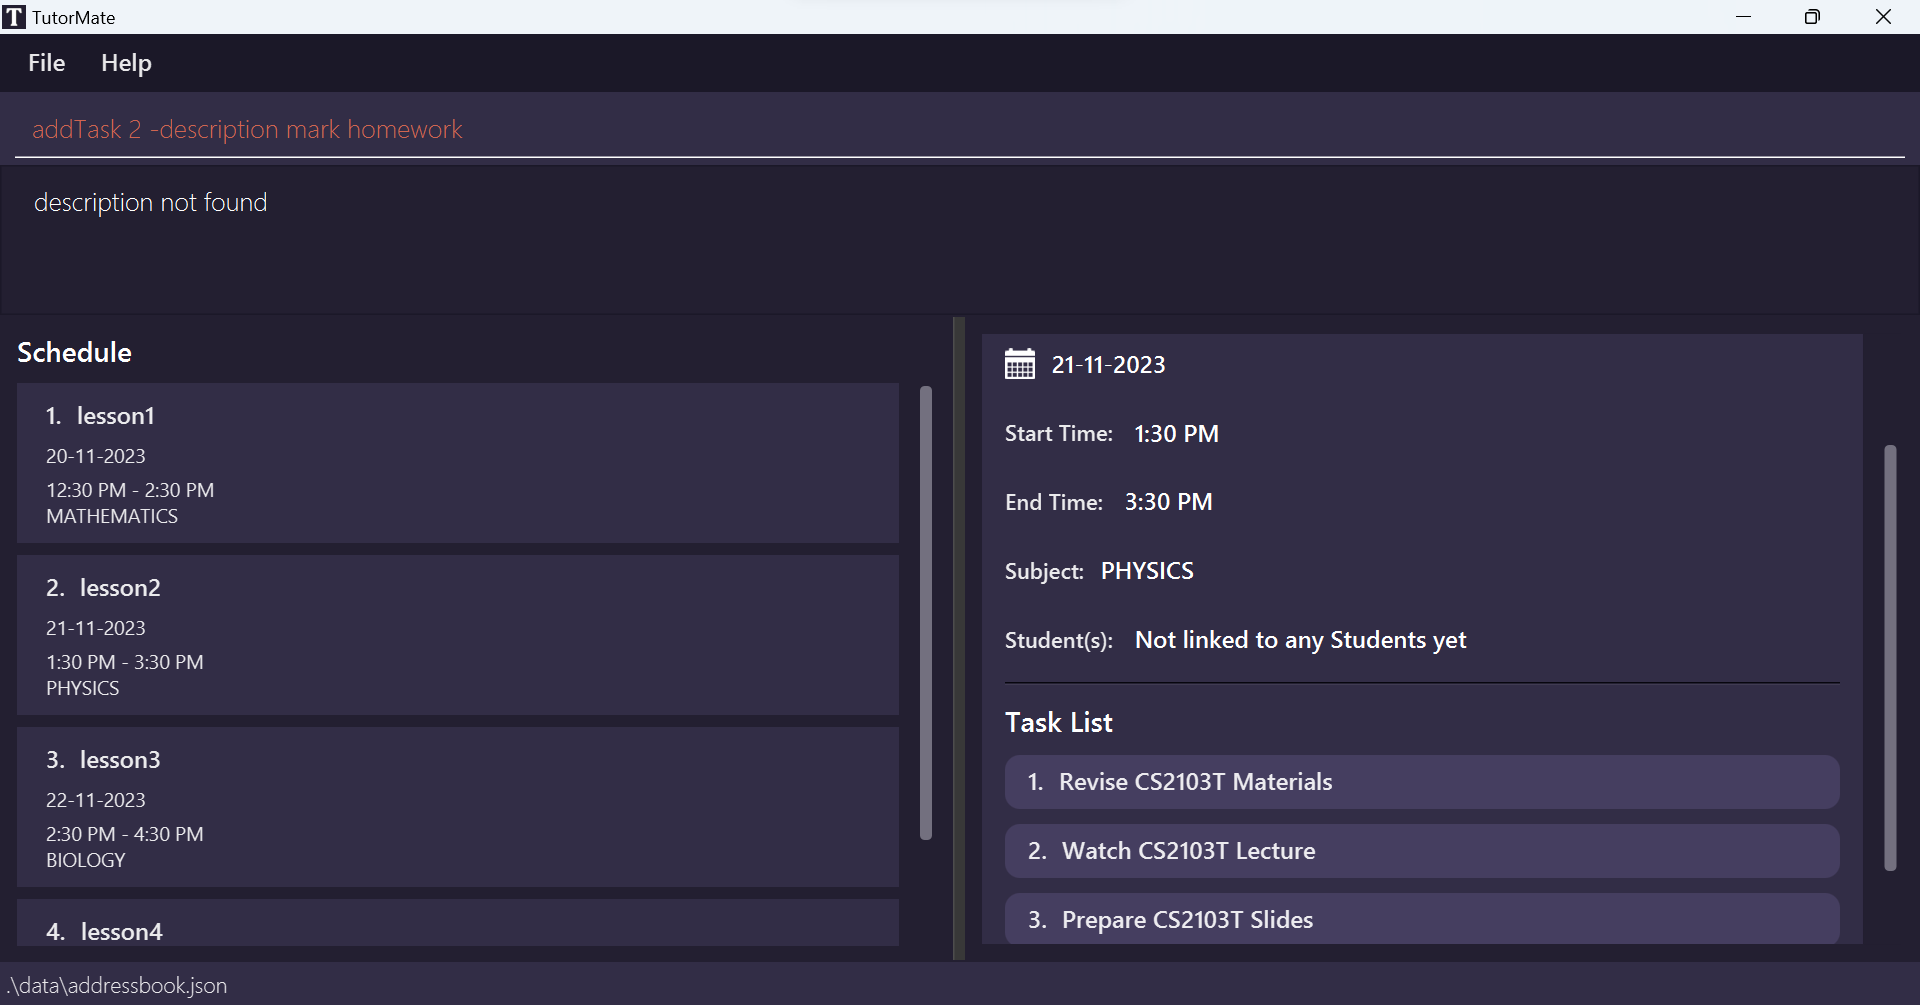 T TutorMate
File Help
addTask 2 -description mark homework
description not found
Schedule
1. lesson1
20-11-2023
12:30 PM - 2:30 PM
MATHEMATICS
2. lesson2
21-11-2023
1:30 PM - 3:30 PM
PHYSICS
3. lesson3
22-11-2023
2:30 PM - 4:30 PM
BIOLOGY
4. lesson4
21-11-2023
Start Time: 1:30 PM
End Time: 3:30 PM
Subject: PHYSICS
Student(s): Not linked to any Students yet
Task List
1. Revise CS2103T Materials
2. Watch CS2103T Lecture
3. Prepare CS2103T Slides
.\data\addressbook.json